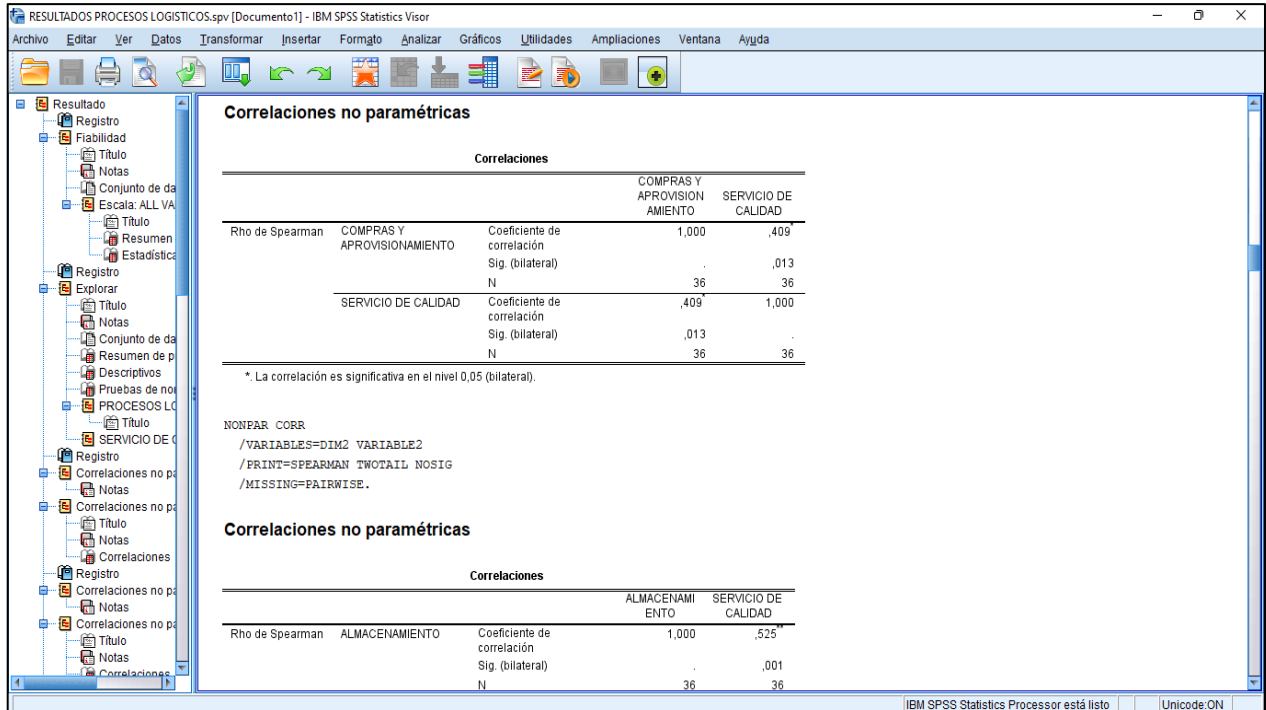 RESULTADOS PROCESOS LOGISTICOS.spv [Documento1] - IBM SPSS Statistics Visor
Archivo Editar Ver Datos Transformar Insertar Formato Analizar Gráficos Utilidades Ampliaciones Ventana Ayuda
Resultado
Registro
Fiabilidad
Título
Notas
Conjunto de da
Escala: ALL VA
Título
Resumen
Estadística
Registro
Explorar
Título
Notas
Conjunto de da
Resumen de p
Descriptivos
Pruebas de nor
PROCESOS LO
Título
SERVICIO DE C
Registro
Correlaciones no pa
Notas
Correlaciones no pa
Título
Notas
Correlaciones
Registro
Correlaciones no pa
Notas
Correlaciones no pa
Título
Notas
Correlaciones
Correlaciones no paramétricas
Correlaciones
COMPRAS Y
APROVISION
AMIENTO
SERVICIO DE
CALIDAD
Rho de Spearman COMPRAS Y
APROVISIONAMIENTO
Coeficiente de
correlación
1,000 ,409*
Sig. (bilateral) . ,013
N 36 36
SERVICIO DE CALIDAD
Coeficiente de
correlación
,409* 1,000
Sig. (bilateral) ,013 .
N 36 36
*. La correlación es significativa en el nivel 0,05 (bilateral).
NONPAR CORR
/VARIABLES=DIM2 VARIABLE2
/PRINT=SPEARMAN TWOTAIL NOSIG
/MISSING=PAIRWISE.
Correlaciones no paramétricas
Correlaciones
ALMACENAMI
ENTO
SERVICIO DE
CALIDAD
Rho de Spearman ALMACENAMIENTO
Coeficiente de
correlación
1,000 ,525**
Sig. (bilateral) . ,001
N 36 36
IBM SPSS Statistics Processor está listo Unicode:ON